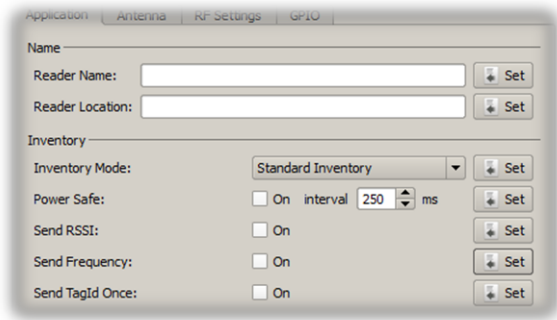 Application Antenna RF Settings GPIO
Name
Reader Name: Set
Reader Location: Set
Inventory
Inventory Mode: Standard Inventory Set
Power Safe: On interval 250 ms Set
Send RSSI: On Set
Send Frequency: On Set
Send TagId Once: On Set